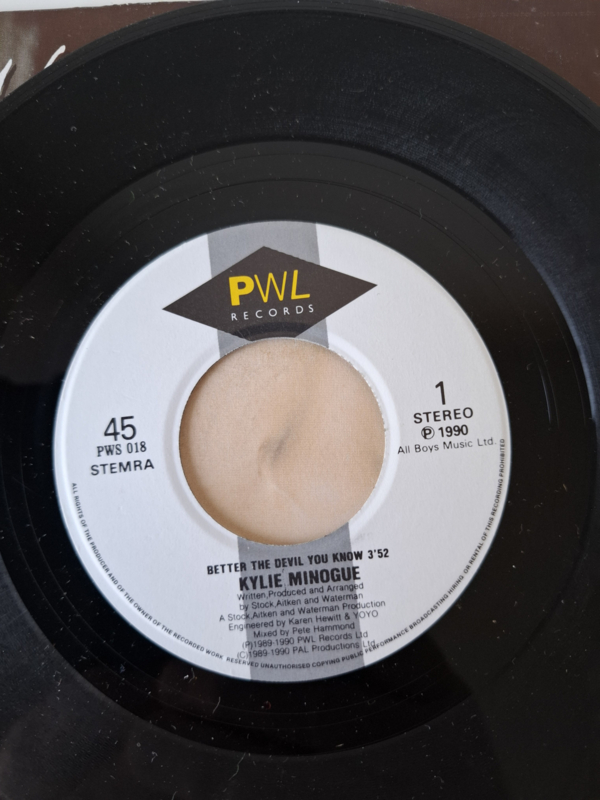 PWL
RECORDS
45
PWS 018
STEMRA
1
STEREO
Ⓟ 1990
All Boys Music Ltd.
BETTER THE DEVIL YOU KNOW 3'52
KYLIE MINOGUE
Written,Produced and Arranged
by Stock,Aitken and Waterman
A Stock,Aitken and Waterman Production
Engineered by Karen Hewitt & YOYO
Mixed by Pete Hammond
(P)1989-1990 PWL Records Ltd
(C)1989-1990 PAL Productions Ltd.
ALL RIGHTS OF THE PRODUCER AND OF THE OWNER OF THE RECORDED WORK RESERVED UNAUTHORISED COPYING PUBLIC PERFORMANCE BROADCASTING HIRING OR RENTAL OF THIS RECORDING PROHIBITED